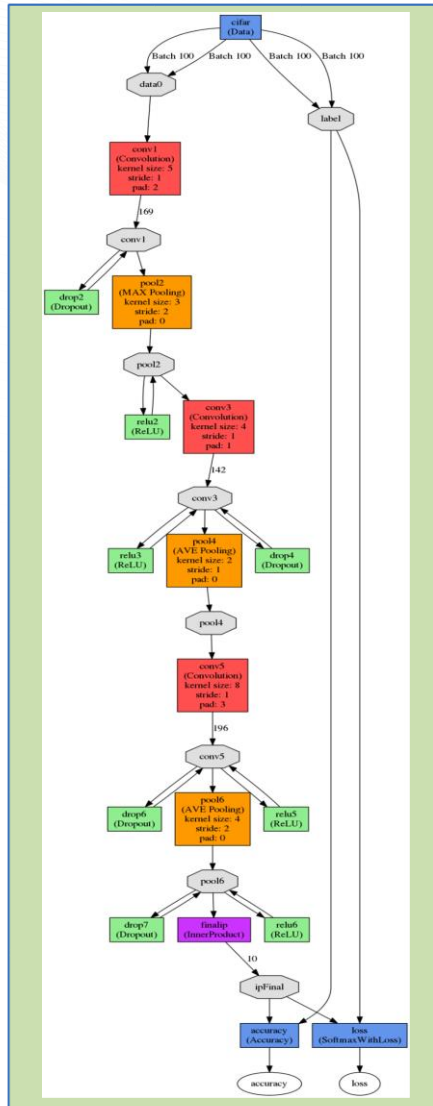 cifar
(Data)
Batch 100
Batch 100
Batch 100
Batch 100
data0
label
conv1
(Convolution)
kernel size: 5
stride: 1
pad: 2
169
conv1
drop2
(Dropout)
pool2
(MAX Pooling)
kernel size: 3
stride: 2
pad: 0
pool2
relu2
(ReLU)
conv3
(Convolution)
kernel size: 4
stride: 1
pad: 1
142
conv3
relu3
(ReLU)
pool4
(AVE Pooling)
kernel size: 2
stride: 1
pad: 0
drop4
(Dropout)
pool4
conv5
(Convolution)
kernel size: 8
stride: 1
pad: 3
196
conv5
drop6
(Dropout)
pool6
(AVE Pooling)
kernel size: 4
stride: 2
pad: 0
relu5
(ReLU)
pool6
drop7
(Dropout)
finalip
(InnerProduct)
relu6
(ReLU)
10
ipFinal
accuracy
(Accuracy)
loss
(SoftmaxWithLoss)
accuracy
loss